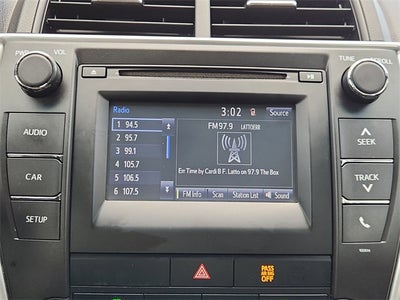 PWR VOL
TUNE SCROLL
Radio 3:02 Source
1 94.5
2 95.7
3 99.1
4 105.7
5 106.5
6 107.5
FM 97.9 LATTOERR
Err Time by Cardi B F. Latto on 97.9 The Box
FM Info Scan Station List Sound
AUDIO
CAR
SETUP
SEEK
TRACK
PASS AIR BAG OFF